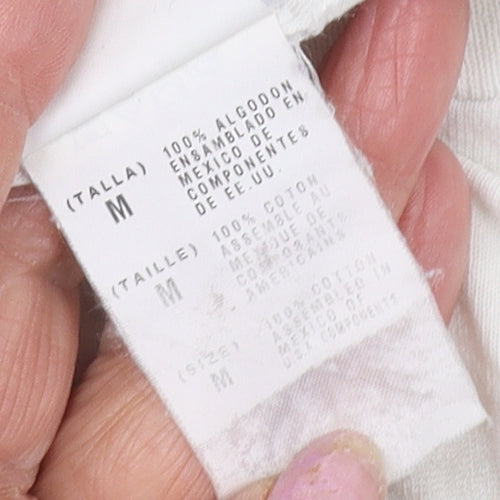 (TALLA)
M
100% ALGODON
ENSAMBLADO EN
MEXICO DE
COMPONENTES
DE EE.UU.
(TAILLE)
M
100% COTON
ASSEMBLE AU
MEXIQUE DE
COMPOSANTS
AMERICAINS
(SIZE)
M
100% COTTON
ASSEMBLED IN
MEXICO OF
U.S. COMPONENTS